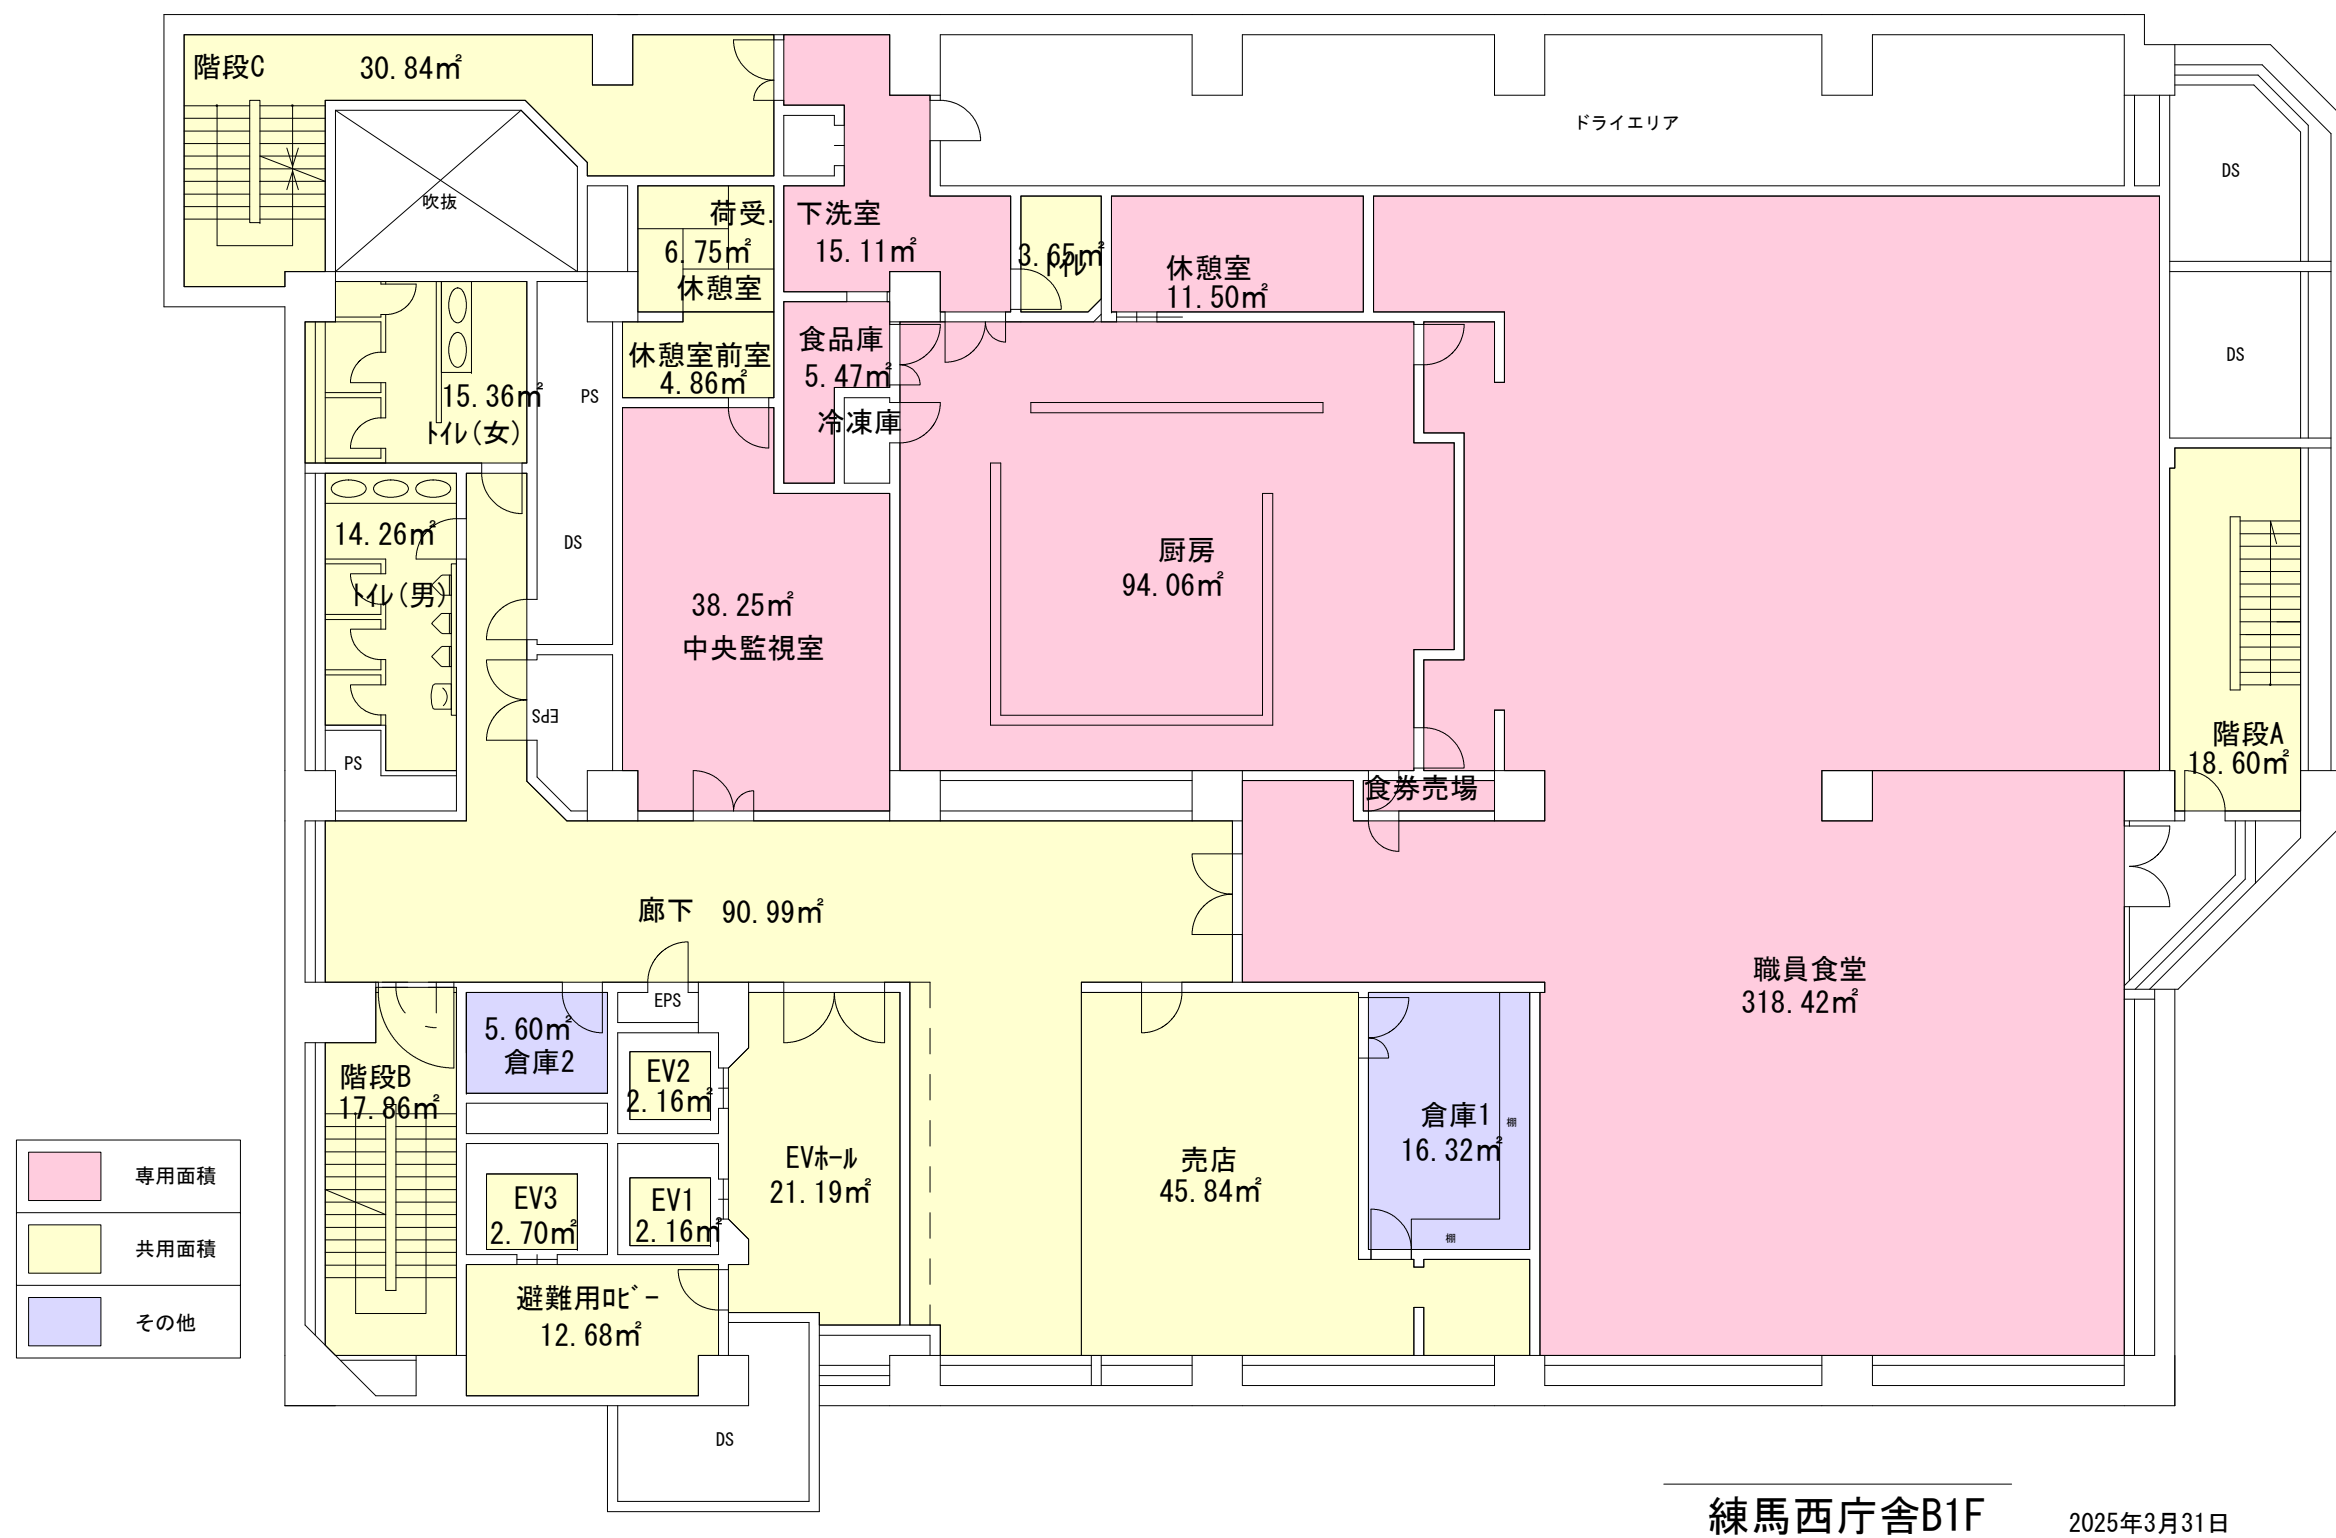 階段C 30.84㎡
ドライエリア
吹抜
DS
荷受. 下洗室
6.75㎡ 15.11㎡
休憩室
3.65㎡
トイレ
休憩室
11.50㎡
食品庫
5.47㎡
冷凍庫
休憩室前室
4.86㎡
DS
15.36㎡
トイレ(女)
PS
14.26㎡
トイレ(男)
DS
厨房
94.06㎡
38.25㎡
中央監視室
EPS
PS
食券売場
階段A
18.60㎡
廊下 90.99㎡
職員食堂
318.42㎡
EPS
5.60㎡
倉庫2
階段B
17.86㎡
EV2
2.16㎡
倉庫1
16.32㎡
棚
棚
EVホール
21.19㎡
売店
45.84㎡
EV3
2.70㎡
EV1
2.16㎡
避難用ロビー
12.68㎡
専用面積
共用面積
その他
DS
練馬西庁舎B1F 2025年3月31日